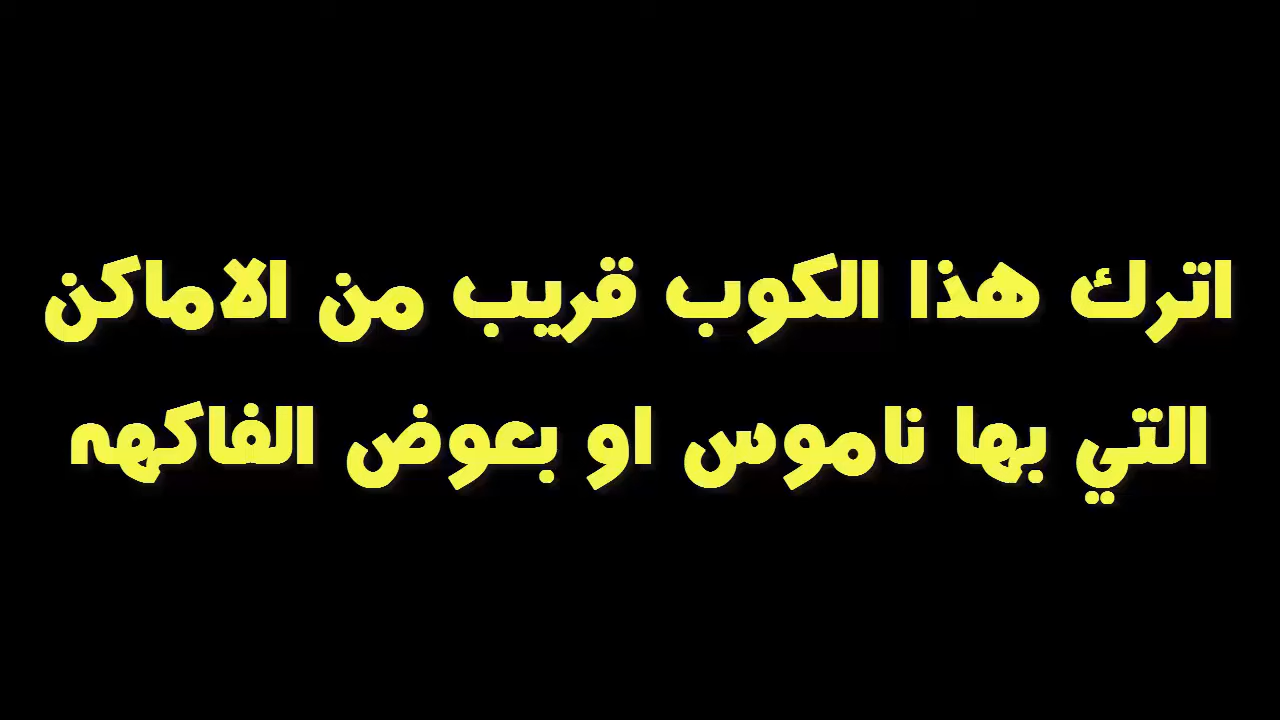 اترك هذا الكوب قريب من الاماكن
التي بها ناموس او بعوض الفاكهه